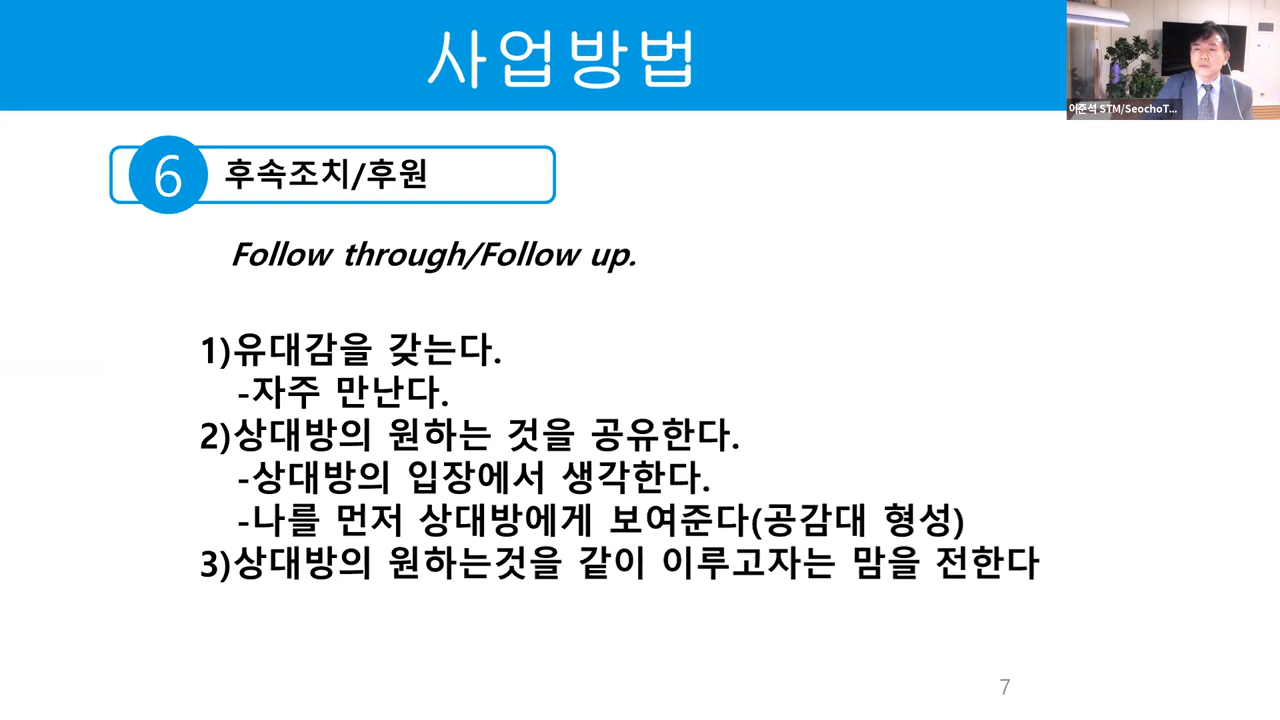 사업방법
이준석 STM/SeochoT...
6 후속조치/후원
Follow through/Follow up.
1)유대감을 갖는다.
-자주 만난다.
2)상대방의 원하는 것을 공유한다.
-상대방의 입장에서 생각한다.
-나를 먼저 상대방에게 보여준다(공감대 형성)
3)상대방의 원하는것을 같이 이루고자는 맘을 전한다
7